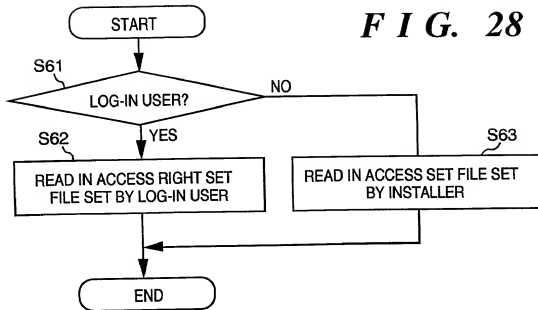 FIG. 28
START
S61
LOG-IN USER?
NO
YES
S62
READ IN ACCESS RIGHT SET
FILE SET BY LOG-IN USER
S63
READ IN ACCESS SET FILE SET
BY INSTALLER
END